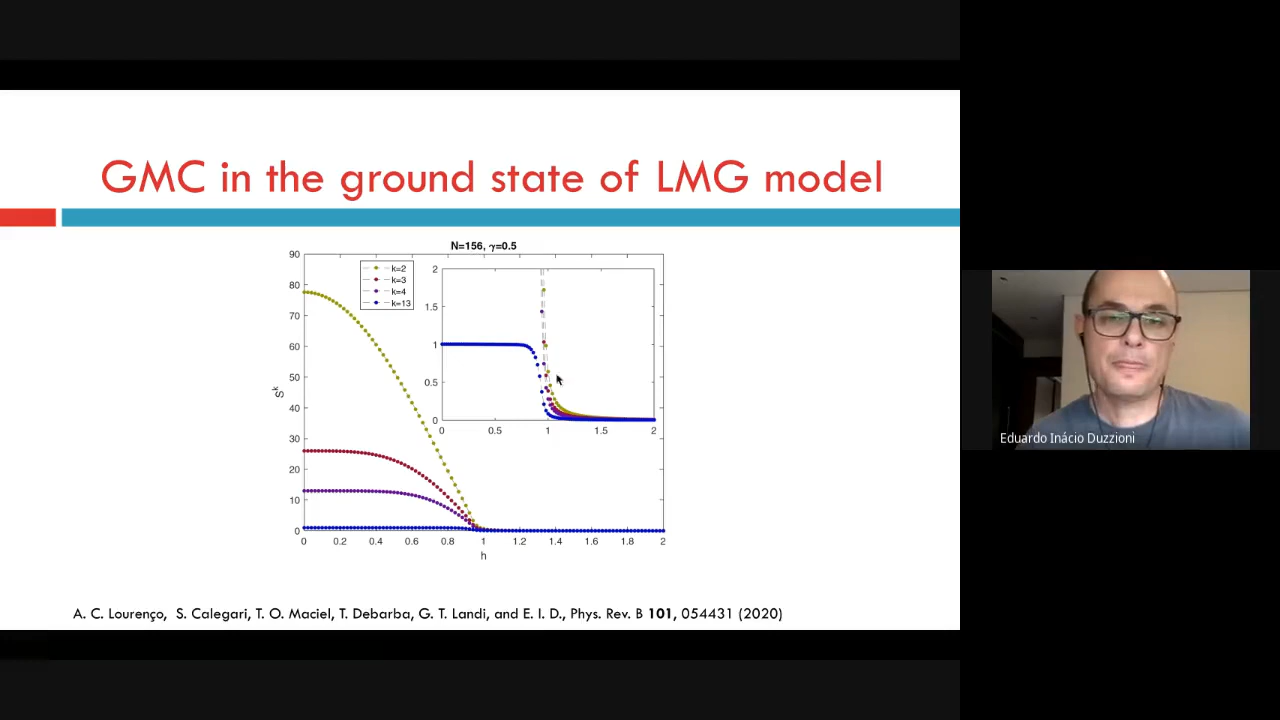 GMC in the ground state of LMG model
N=156, γ=0.5
90
80
70
60
50
40
30
20
10
0
S^k
k=2
k=3
k=4
k=13
2
1.5
1
0.5
0
0 0.5 1 1.5 2
0 0.2 0.4 0.6 0.8 1 1.2 1.4 1.6 1.8 2
h
Eduardo Inácio Duzzioni
A. C. Lourenço, S. Calegari, T. O. Maciel, T. Debarba, G. T. Landi, and E. I. D., Phys. Rev. B 101, 054431 (2020)